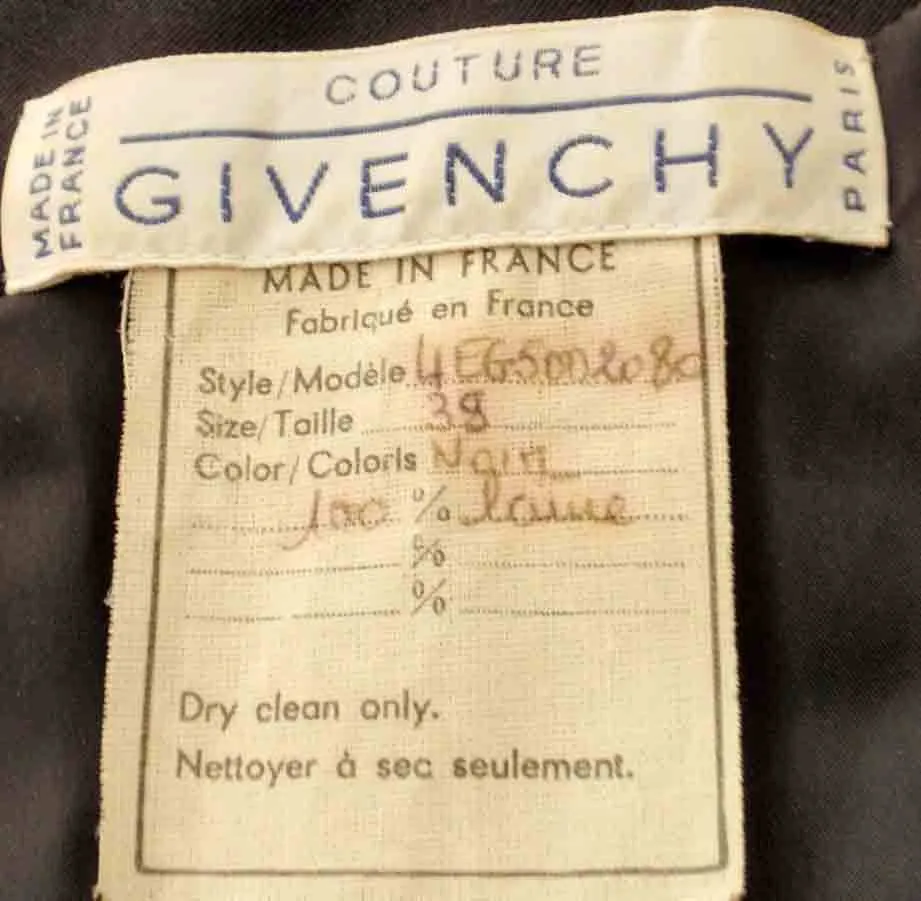 COUTURE
MADE IN
FRANCE
GIVENCHY
PARIS
MADE IN FRANCE
Fabriqué en France
Style/Modèle
Size/Taille 38
Color/Coloris Noir
100 % laine
%
%
Dry clean only.
Nettoyer à sec seulement.